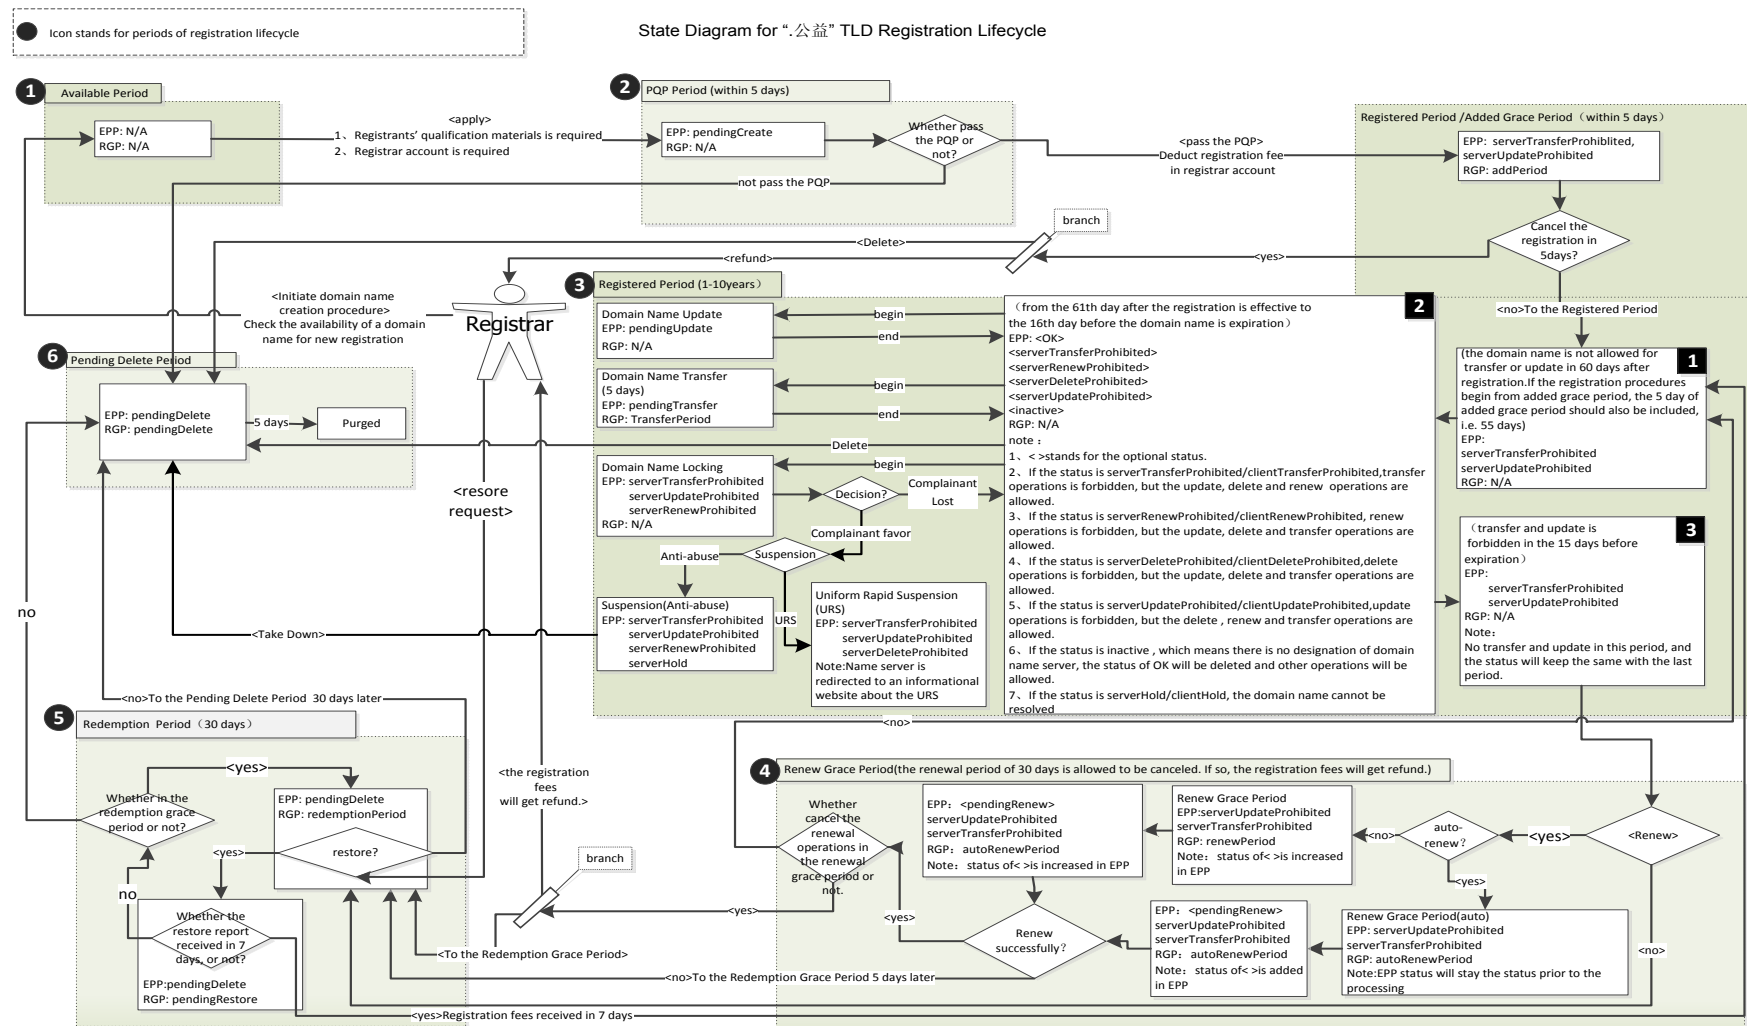 State Diagram for “.公益” TLD Registration Lifecycle
Icon stands for periods of registration lifecycle
1
Available Period
EPP: N/A
RGP: N/A
<apply>
1、Registrants’ qualification materials is required
2、Registrar account is required
2
PQP Period (within 5 days)
EPP: pendingCreate
RGP: N/A
Whether pass
the PQP or
not?
not pass the PQP
<pass the PQP>
Deduct registration fee
in registrar account
Registered Period /Added Grace Period（within 5 days）
EPP: serverTransferProhiblited,
serverUpdateProhibited
RGP: addPeriod
Cancel the
registration in
5days?
<yes>
branch
<Delete>
<refund>
<no>To the Registered Period
<Initiate domain name
creation procedure>
Check the availability of a domain
name for new registration
Registrar
3
Registered Period (1-10years）
Domain Name Update
EPP: pendingUpdate
RGP: N/A
begin
end
Domain Name Transfer
(5 days)
EPP: pendingTransfer
RGP: TransferPeriod
begin
end
Delete
Domain Name Locking
EPP: serverTransferProhibited
serverUpdateProhibited
serverRenewProhibited
RGP: N/A
begin
Decision?
Complainant
Lost
Complainant favor
Suspension
Anti-abuse
URS
Suspension(Anti-abuse)
EPP: serverTransferProhibited
serverUpdateProhibited
serverRenewProhibited
serverHold
Uniform Rapid Suspension
(URS)
EPP: serverTransferProhibited
serverUpdateProhibited
serverDeleteProhibited
Note:Name server is
redirected to an informational
website about the URS
2
（from the 61th day after the registration is effective to
the 16th day before the domain name is expiration）
EPP: <OK>
<serverTransferProhibited>
<serverRenewProhibited>
<serverDeleteProhibited>
<serverUpdateProhibited>
<inactive>
RGP: N/A
note：
1、< >stands for the optional status.
2、If the status is serverTransferProhibited/clientTransferProhibited,transfer
operations is forbidden, but the update, delete and renew operations are
allowed.
3、If the status is serverRenewProhibited/clientRenewProhibited, renew
operations is forbidden, but the update, delete and transfer operations are
allowed.
4、If the status is serverDeleteProhibited/clientDeleteProhibited,delete
operations is forbidden, but the update, delete and transfer operations are
allowed.
5、If the status is serverUpdateProhibited/clientUpdateProhibited,update
operations is forbidden, but the delete , renew and transfer operations are
allowed.
6、If the status is inactive , which means there is no designation of domain
name server, the status of OK will be deleted and other operations will be
allowed.
7、If the status is serverHold/clientHold, the domain name cannot be
resolved
1
(the domain name is not allowed for
transfer or update in 60 days after
registration.If the registration procedures
begin from added grace period, the 5 day of
added grace period should also be included,
i.e. 55 days)
EPP:
serverTransferProhibited
serverUpdateProhibited
RGP: N/A
3
（transfer and update is
forbidden in the 15 days before
expiration）
EPP:
serverTransferProhibited
serverUpdateProhibited
RGP: N/A
Note：
No transfer and update in this period, and
the status will keep the same with the last
period.
6
Pending Delete Period
EPP: pendingDelete
RGP: pendingDelete
5 days
Purged
<resore
request>
<Take Down>
no
<no>To the Pending Delete Period 30 days later
5
Redemption Period（30 days）
<yes>
Whether in the
redemption grace
period or not?
EPP: pendingDelete
RGP: redemptionPeriod
restore?
<yes>
no
Whether the
restore report
received in 7
days, or not?
EPP:pendingDelete
RGP: pendingRestore
<the registration
fees
will get refund.>
branch
<yes>
<To the Redemption Grace Period>
<no>To the Redemption Grace Period 5 days later
<yes>Registration fees received in 7 days
<no>
4
Renew Grace Period(the renewal period of 30 days is allowed to be canceled. If so, the registration fees will get refund.)
Whether
cancel the
renewal
operations in
the renewal
grace period or
not.
<yes>
EPP：<pendingRenew>
serverUpdateProhibited
serverTransferProhibited
RGP：autoRenewPeriod
Note：status of< >is increased in EPP
Renew Grace Period
EPP:serverUpdateProhibited
serverTransferProhibited
RGP: renewPeriod
Note：status of< >is increased
in EPP
<no>
auto-
renew?
<yes>
<Renew>
<yes>
<no>
Renew
successfully?
EPP：<pendingRenew>
serverUpdateProhibited
serverTransferProhibited
RGP：autoRenewPeriod
Note：status of< >is added
in EPP
Renew Grace Period(auto)
EPP: serverUpdateProhibited
serverTransferProhibited
RGP: autoRenewPeriod
Note:EPP status will stay the status prior to the
processing